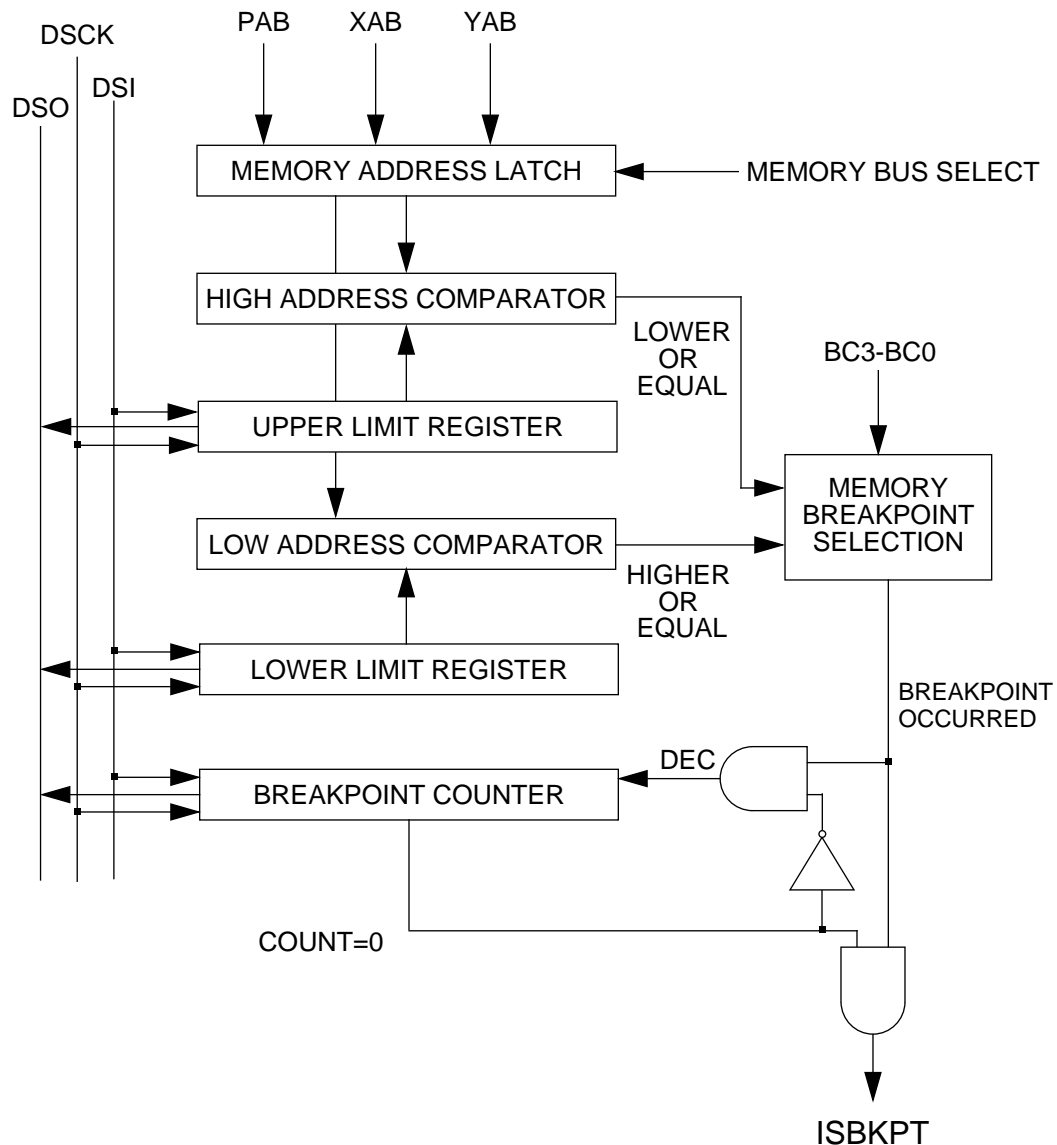 PAB
XAB
YAB
DSCK
DSI
DSO
MEMORY ADDRESS LATCH
MEMORY BUS SELECT
HIGH ADDRESS COMPARATOR
LOWER
OR
EQUAL
BC3-BC0
UPPER LIMIT REGISTER
MEMORY
BREAKPOINT
SELECTION
LOW ADDRESS COMPARATOR
HIGHER
OR
EQUAL
LOWER LIMIT REGISTER
BREAKPOINT
OCCURRED
DEC
BREAKPOINT COUNTER
COUNT=0
ISBKPT